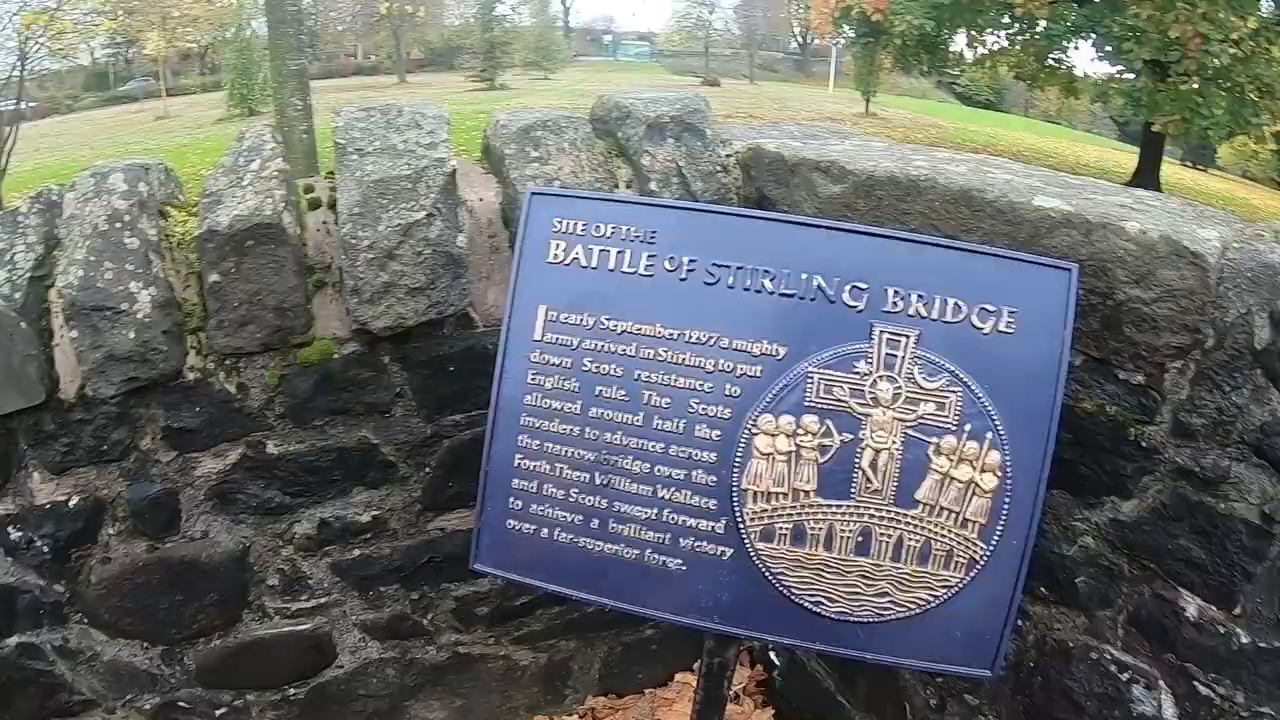 SITE OF THE
BATTLE OF STIRLING BRIDGE
In early September 1297 a mighty
army arrived in Stirling to put
down Scots resistance to
English rule. The Scots
allowed around half the
invaders to advance across
the narrow bridge over the
Forth. Then William Wallace
and the Scots swept forward
to achieve a brilliant victory
over a far-superior force.